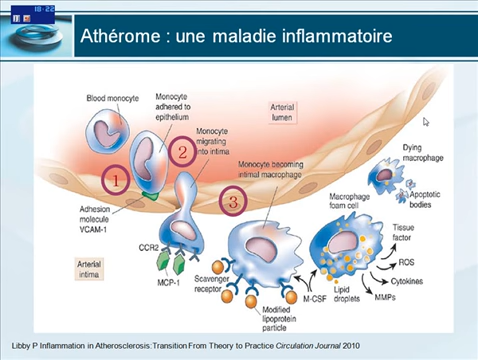 18:22
Athérome : une maladie inflammatoire
Blood monocyte
Monocyte
adhered to
epithelium
Arterial
lumen
Monocyte
migrating
into intima
2
1
Monocyte becoming
intimal macrophage
3
Dying
macrophage
Apoptotic
bodies
Adhesion
molecule
VCAM-1
Macrophage
foam cell
Tissue
factor
CCR2
ROS
Arterial
intima
MCP-1
Scavenger
receptor
Cytokines
M-CSF
Lipid
droplets
MMPs
Modified
lipoprotein
particle
Libby P Inflammation in Atherosclerosis:Transition From Theory to Practice Circulation Journal 2010